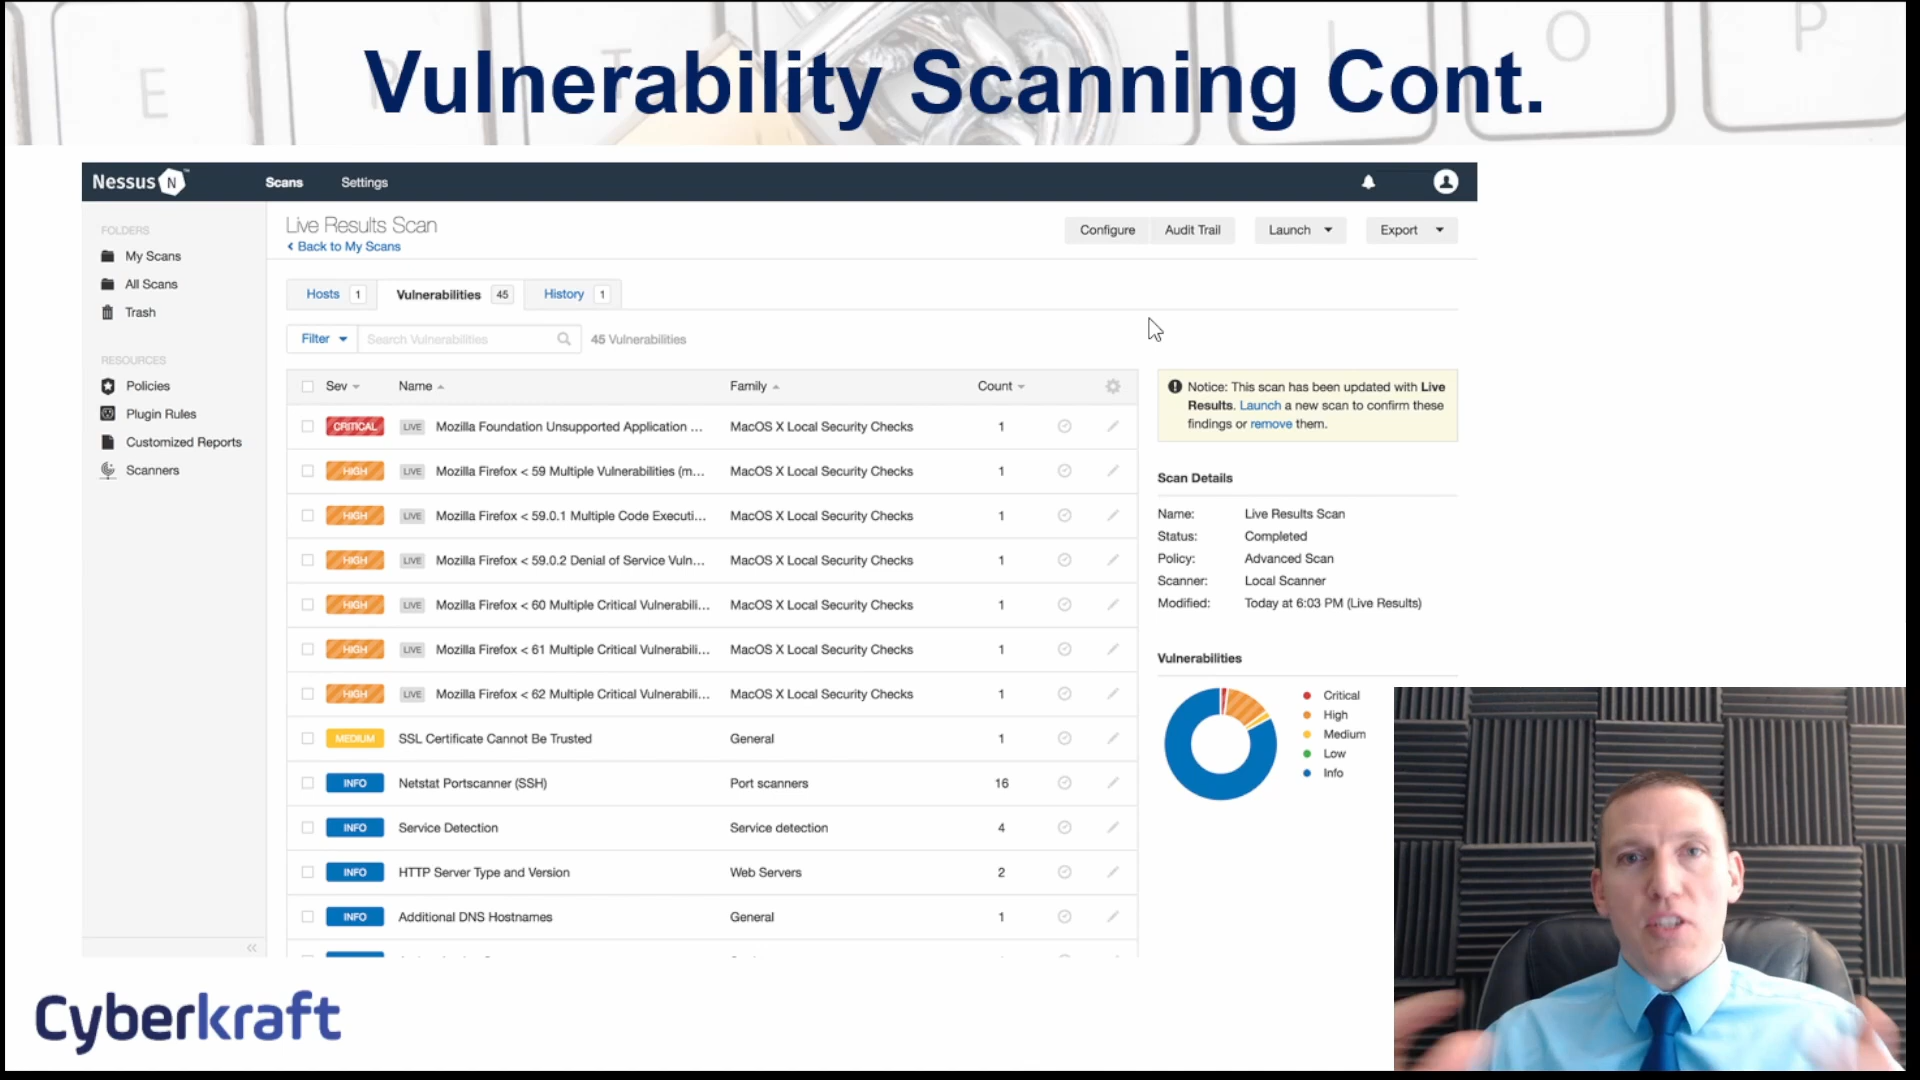 Vulnerability Scanning Cont.
Nessus N
Scans
Settings
FOLDERS
My Scans
All Scans
Trash
RESOURCES
Policies
Plugin Rules
Customized Reports
Scanners
Live Results Scan
Back to My Scans
Configure
Audit Trail
Launch
Export
Hosts 1
Vulnerabilities 45
History 1
Filter
Search Vulnerabilities
45 Vulnerabilities
Sev Name Family Count
CRITICAL LIVE Mozilla Foundation Unsupported Application ... MacOS X Local Security Checks 1
HIGH LIVE Mozilla Firefox < 59 Multiple Vulnerabilities (m... MacOS X Local Security Checks 1
HIGH LIVE Mozilla Firefox < 59.0.1 Multiple Code Executi... MacOS X Local Security Checks 1
HIGH LIVE Mozilla Firefox < 59.0.2 Denial of Service Vuln... MacOS X Local Security Checks 1
HIGH LIVE Mozilla Firefox < 60 Multiple Critical Vulnerabili... MacOS X Local Security Checks 1
HIGH LIVE Mozilla Firefox < 61 Multiple Critical Vulnerabili... MacOS X Local Security Checks 1
HIGH LIVE Mozilla Firefox < 62 Multiple Critical Vulnerabili... MacOS X Local Security Checks 1
MEDIUM SSL Certificate Cannot Be Trusted General 1
INFO Netstat Portscanner (SSH) Port scanners 16
INFO Service Detection Service detection 4
INFO HTTP Server Type and Version Web Servers 2
INFO Additional DNS Hostnames General 1
Notice: This scan has been updated with Live
Results. Launch a new scan to confirm these
findings or remove them.
Scan Details
Name: Live Results Scan
Status: Completed
Policy: Advanced Scan
Scanner: Local Scanner
Modified: Today at 6:03 PM (Live Results)
Vulnerabilities
Critical
High
Medium
Low
Info
Cyberkraft